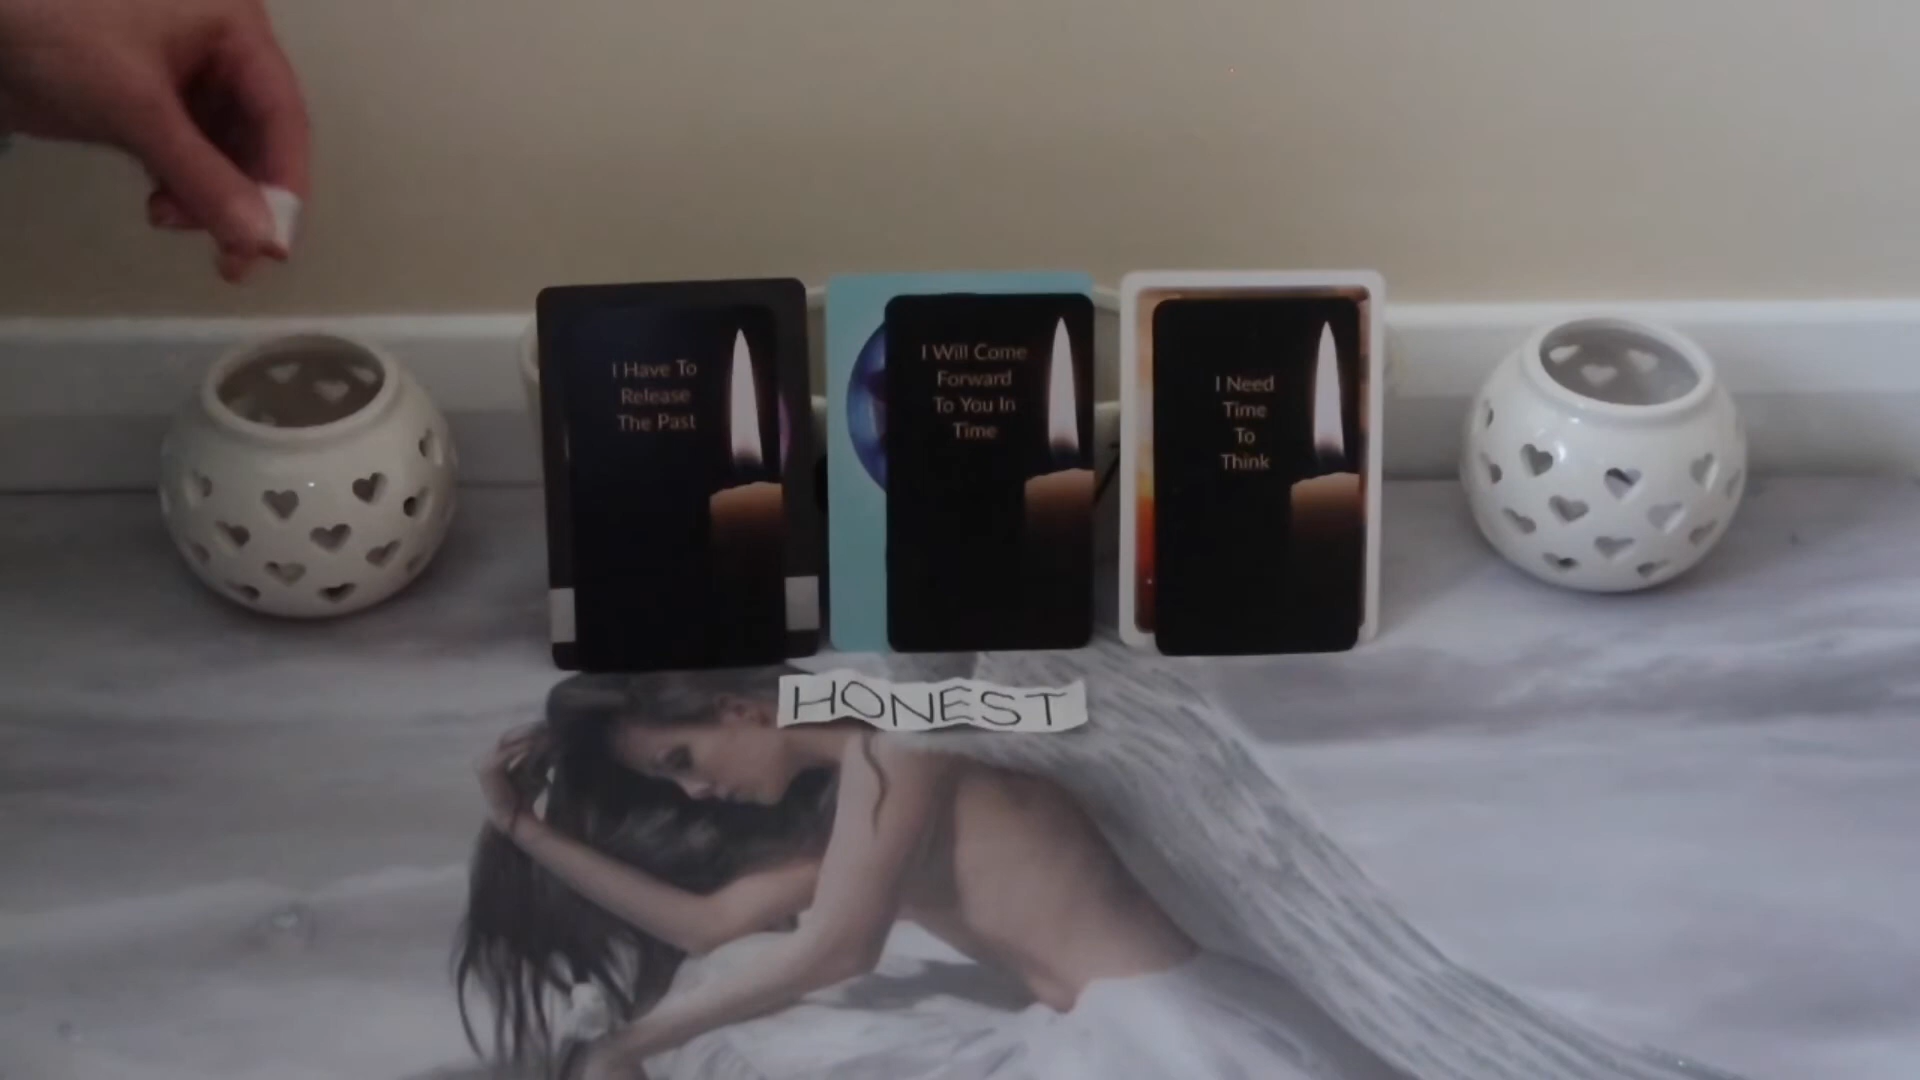 I Have To
Release
The Past
I Will Come
Forward
To You In
Time
I Need
Time
To
Think
HONEST